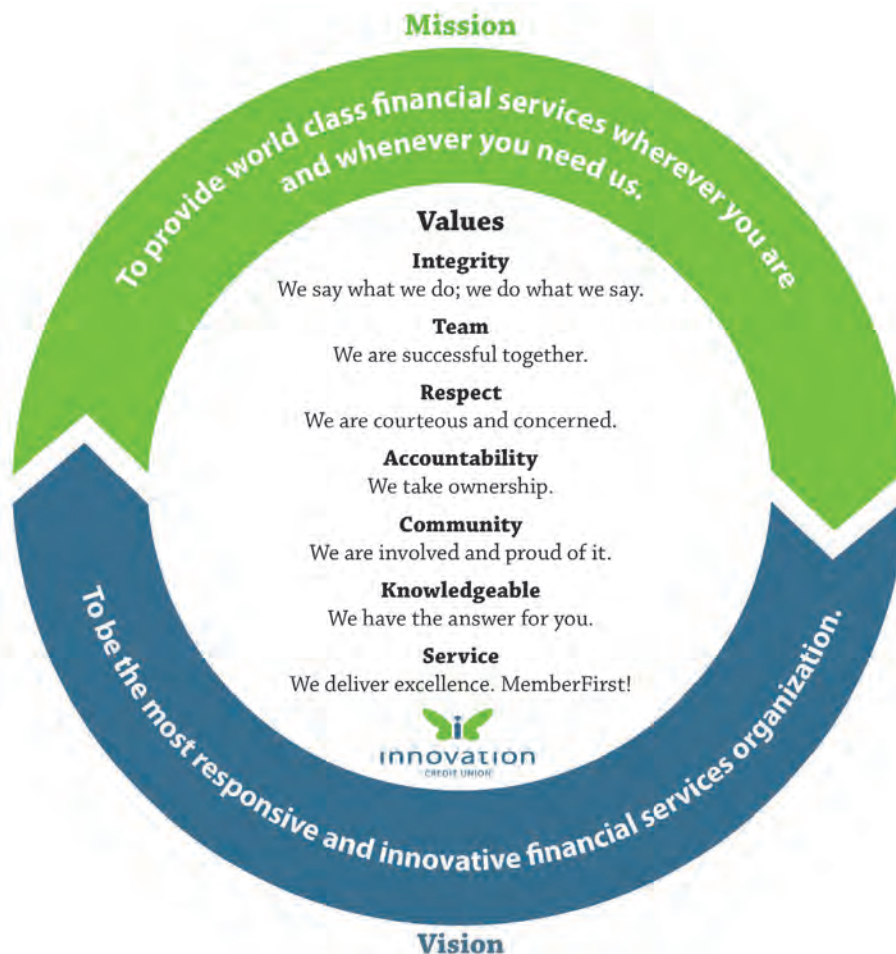 Mission
To provide world class financial services wherever you are
and whenever you need us.
Values
Integrity
We say what we do; we do what we say.
Team
We are successful together.
Respect
We are courteous and concerned.
Accountability
We take ownership.
Community
We are involved and proud of it.
Knowledgeable
We have the answer for you.
Service
We deliver excellence. MemberFirst!
innovation
CREDIT UNION
To be the most responsive and innovative financial services organization.
Vision